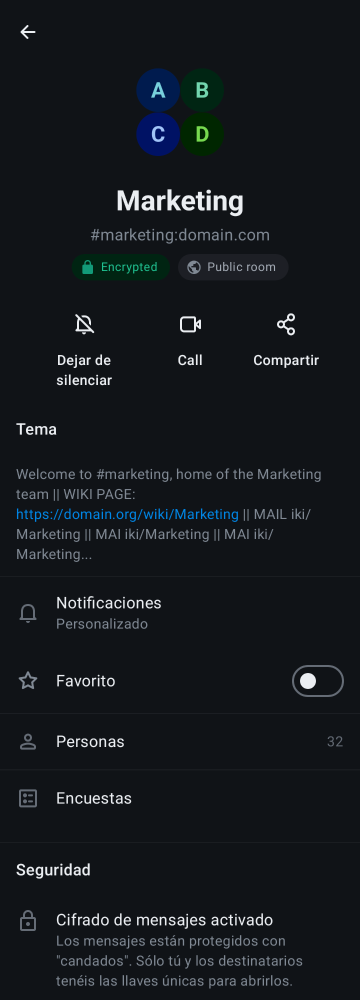 A B
C D
Marketing
#marketing:domain.com
Encrypted Public room
Dejar de
silenciar
Call
Compartir
Tema
Welcome to #marketing, home of the Marketing
team || WIKI PAGE:
https://domain.org/wiki/Marketing || MAIL iki/
Marketing || MAI iki/Marketing || MAI iki/
Marketing...
Notificaciones
Personalizado
Favorito
Personas 32
Encuestas
Seguridad
Cifrado de mensajes activado
Los mensajes están protegidos con
"candados". Sólo tú y los destinatarios
tenéis las llaves únicas para abrirlos.